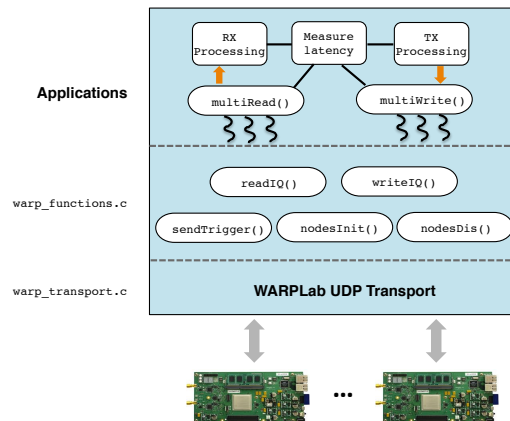 RX
Processing
Measure
latency
TX
Processing
Applications
multiRead()
multiWrite()
warp_functions.c
readIQ()
writeIQ()
sendTrigger()
nodesInit()
nodesDis()
warp_transport.c
WARPLab UDP Transport
...